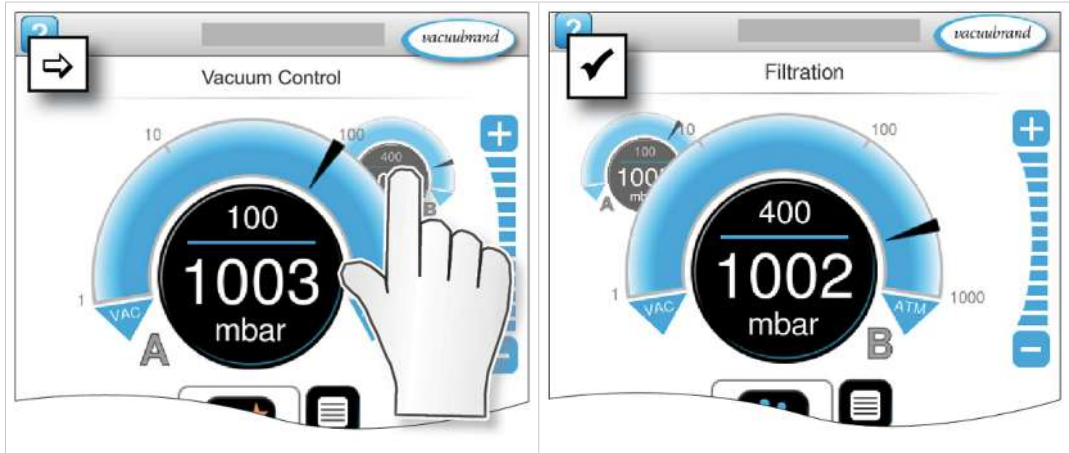 ?
vacuubrand
Vacuum Control
10
100
400
B
100
1003
mbar
1
VAC
A
+
-
?
vacuubrand
Filtration
10
100
100
A
400
1002
mbar
1
VAC
ATM
1000
B
+
-